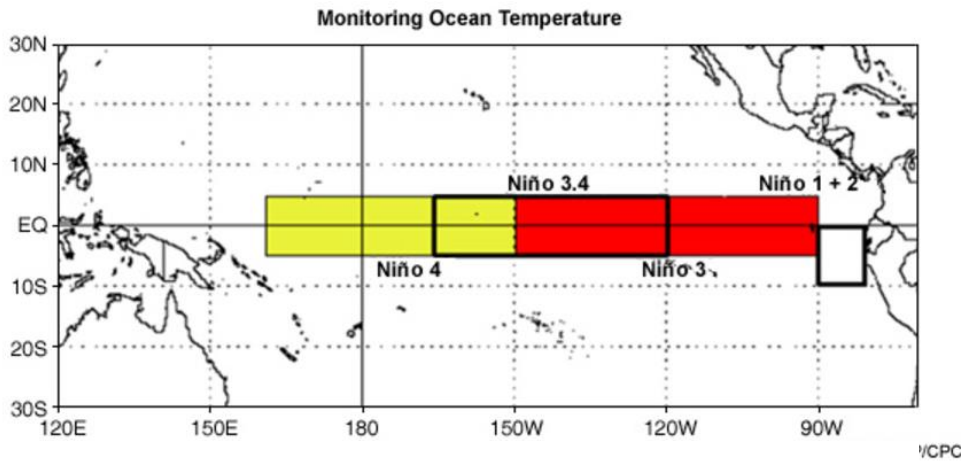 Monitoring Ocean Temperature
30N
20N
10N
EQ
10S
20S
30S
Niño 3.4
Niño 1 + 2
Niño 4
Niño 3
120E
150E
180
150W
120W
90W
/CPC